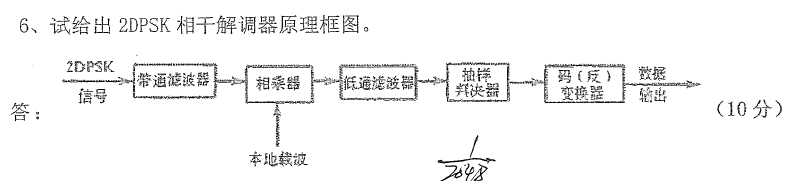 6、试给出 2DPSK 相干解调器原理框图。
2DPSK
信号
带通滤波器
相乘器
低通滤波器
抽样
判决器
码（反）
变换器
数据
输出
答：
（10 分）
本地载波
1
2048